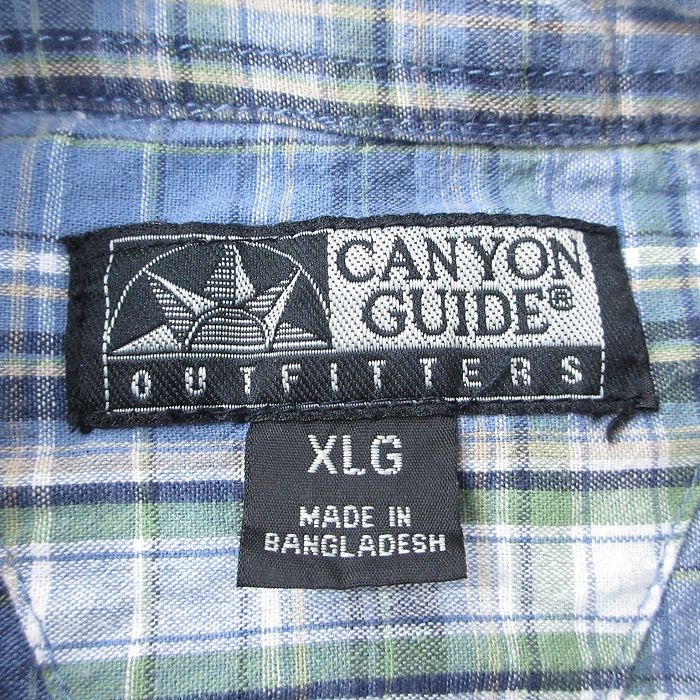 CANYON
GUIDE®
OUTFITTERS
XLG
MADE IN
BANGLADESH